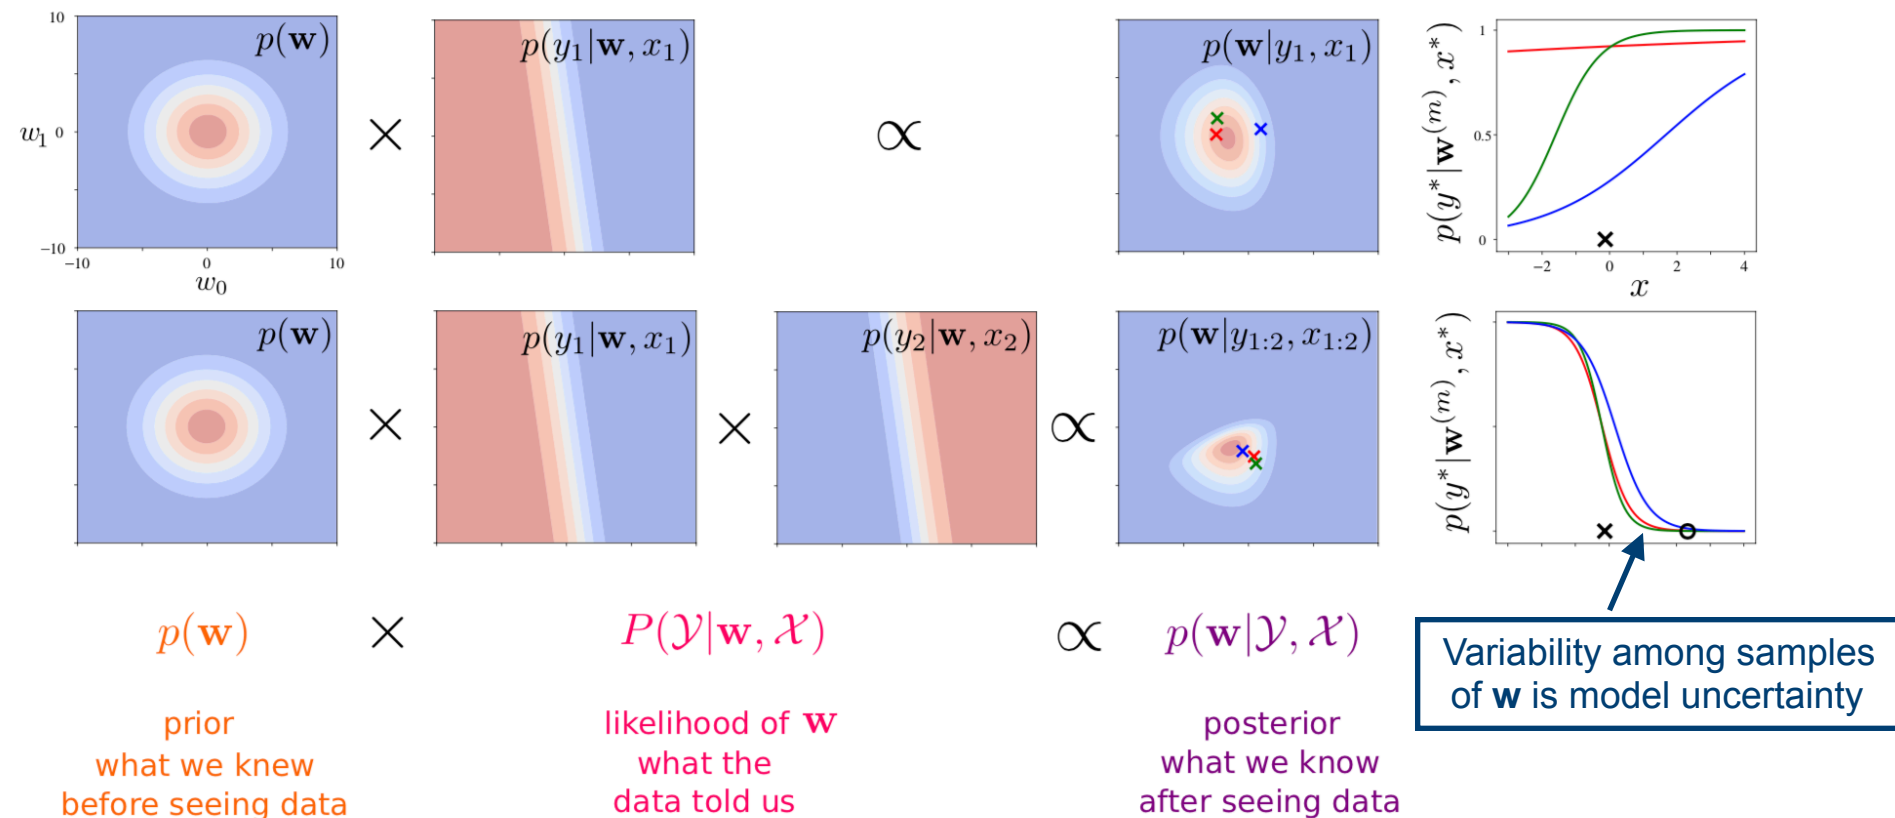 10
p(𝐰)
w₁ 0
−10
−10 0 10
w₀
×
p(y₁|𝐰, x₁)
∝
p(𝐰|y₁, x₁)
p(y*|𝐰⁽ᵐ⁾, x*)
1
0.5
0
−2 0 2 4
x
p(𝐰)
×
p(y₁|𝐰, x₁)
×
p(y₂|𝐰, x₂)
∝
p(𝐰|y₁:₂, x₁:₂)
p(y*|𝐰⁽ᵐ⁾, x*)
p(𝐰) × P(𝒴|𝐰, 𝒳) ∝ p(𝐰|𝒴, 𝒳)
prior
what we knew
before seeing data
likelihood of 𝐰
what the
data told us
posterior
what we know
after seeing data
Variability among samples
of w is model uncertainty